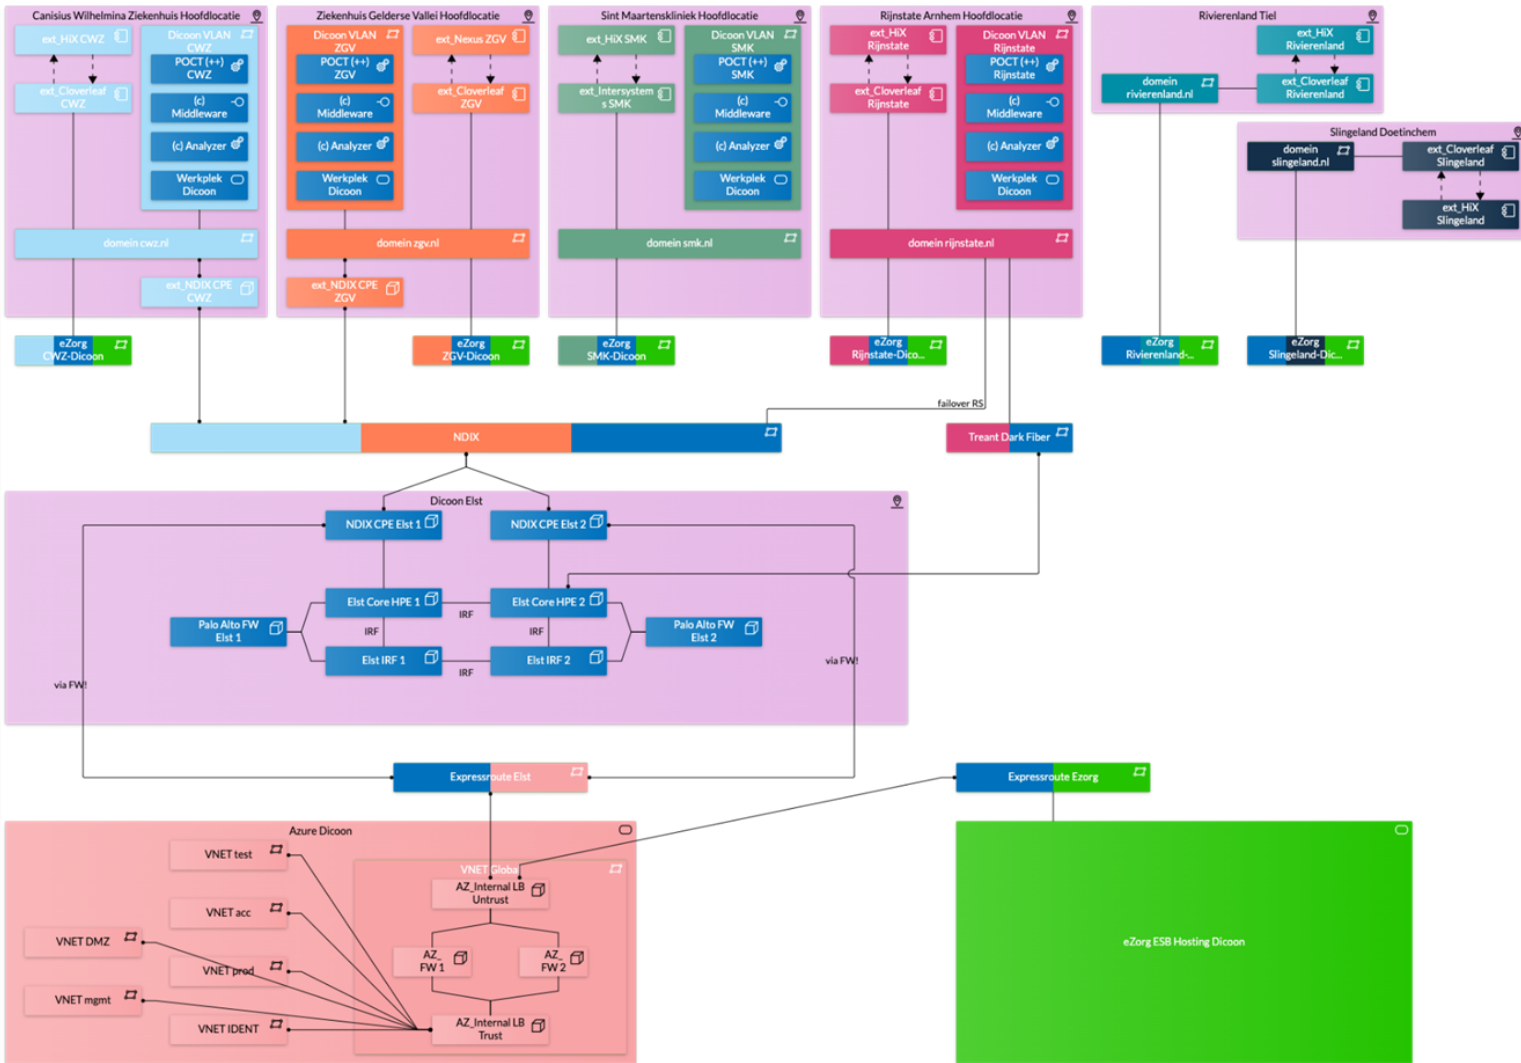 Canisius Wilhelmina Ziekenhuis Hoofdlocatie
ext_HiX CWZ
ext_Cloverleaf
CWZ
Dicoon VLAN
CWZ
POCT (++)
CWZ
(c)
Middleware
(c) Analyzer
Werkplek
Dicoon
domein cwz.nl
ext_NDIX CPE
CWZ
Ziekenhuis Gelderse Vallei Hoofdlocatie
Dicoon VLAN
ZGV
POCT (++)
ZGV
(c)
Middleware
(c) Analyzer
Werkplek
Dicoon
ext_Nexus ZGV
ext_Cloverleaf
ZGV
domein zgv.nl
ext_NDIX CPE
ZGV
Sint Maartenskliniek Hoofdlocatie
ext_HiX SMK
ext_Intersystem
s SMK
Dicoon VLAN
SMK
POCT (++)
SMK
(c)
Middleware
(c) Analyzer
Werkplek
Dicoon
domein smk.nl
Rijnstate Arnhem Hoofdlocatie
ext_HiX
Rijnstate
ext_Cloverleaf
Rijnstate
Dicoon VLAN
Rijnstate
POCT (++)
Rijnstate
(c)
Middleware
(c) Analyzer
Werkplek
Dicoon
domein rijnstate.nl
Rivierenland Tiel
ext_HiX
Rivierenland
domein
rivierenland.nl
ext_Cloverleaf
Rivierenland
Slingeland Doetinchem
domein
slingeland.nl
ext_Cloverleaf
Slingeland
ext_HiX
Slingeland
eZorg
CWZ-Dicoon
eZorg
ZGV-Dicoon
eZorg
SMK-Dicoon
eZorg
Rijnstate-Dico...
eZorg
Rivierenland-...
eZorg
Slingeland-Dic...
failover RS
NDIX
Treant Dark Fiber
Dicoon Elst
NDIX CPE Elst 1
NDIX CPE Elst 2
Elst Core HPE 1
IRF
Elst Core HPE 2
Palo Alto FW
Elst 1
IRF
IRF
Palo Alto FW
Elst 2
Elst IRF 1
IRF
Elst IRF 2
via FW!
via FW!
Expressroute Elst
Expressroute Ezorg
Azure Dicoon
VNET test
VNET acc
VNET DMZ
VNET prod
VNET mgmt
VNET IDENT
VNET Global
AZ_Internal LB
Untrust
AZ_
FW 1
AZ_
FW 2
AZ_Internal LB
Trust
eZorg ESB Hosting Dicoon